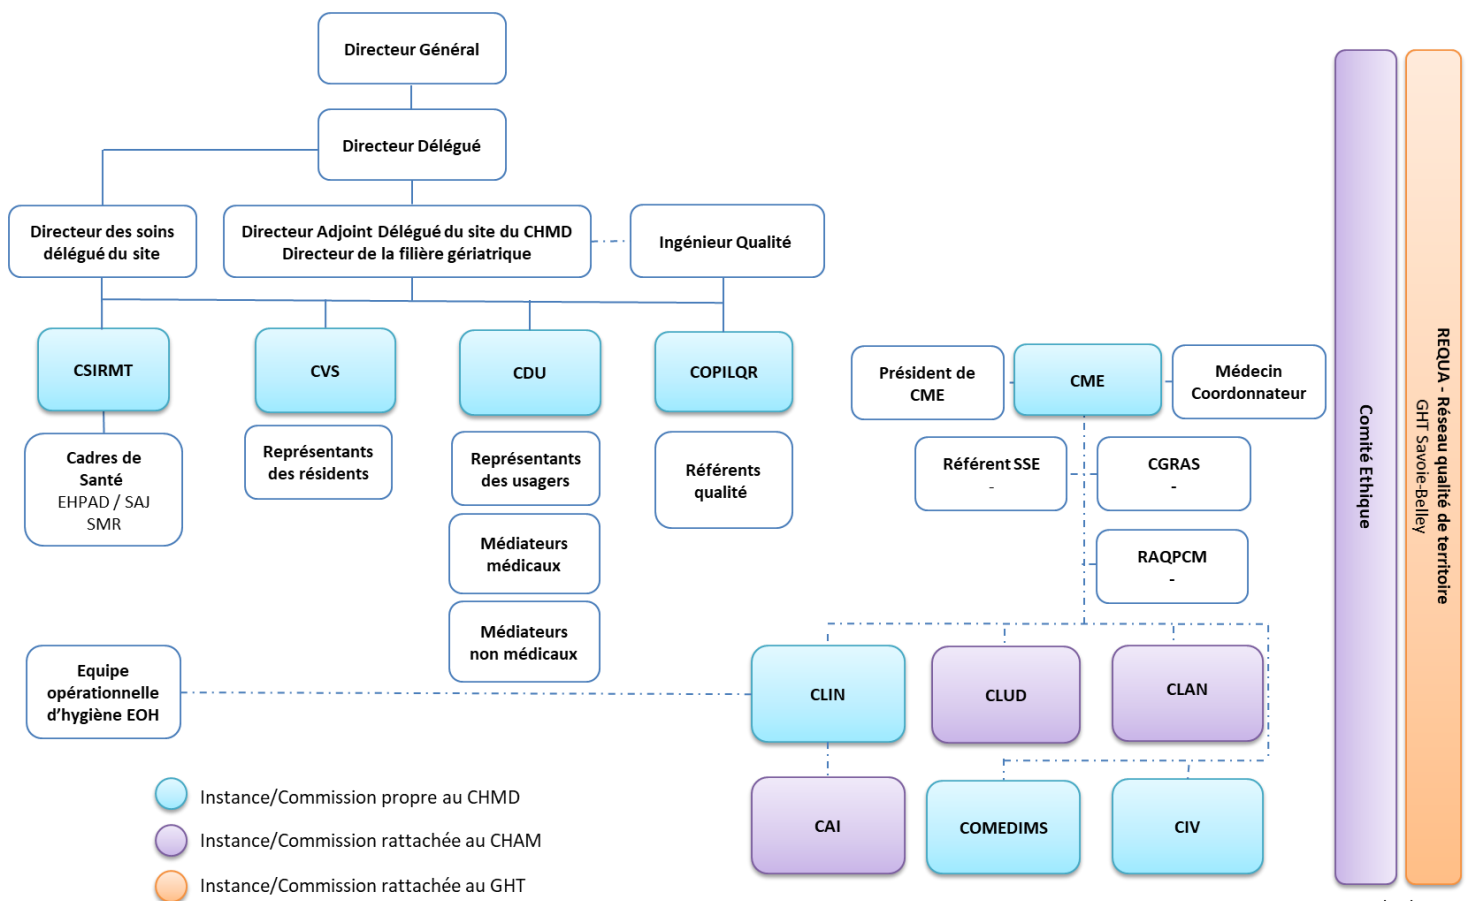 Directeur Général
Directeur Délégué
Directeur des soins
délégué du site
Directeur Adjoint Délégué du site du CHMD
Directeur de la filière gériatrique
Ingénieur Qualité
CSIRMT
CVS
CDU
COPILQR
Président de
CME
CME
Médecin
Coordonnateur
Cadres de
Santé
EHPAD / SAJ
SMR
Représentants
des résidents
Représentants
des usagers
Référents
qualité
Référent SSE
-
CGRAS
-
Médiateurs
médicaux
RAQPCM
-
Médiateurs
non médicaux
Equipe
opérationnelle
d’hygiène EOH
CLIN
CLUD
CLAN
CAI
COMEDIMS
CIV
Instance/Commission propre au CHMD
Instance/Commission rattachée au CHAM
Instance/Commission rattachée au GHT
Comité Ethique
REQUA - Réseau qualité de territoire
GHT Savoie-Belley